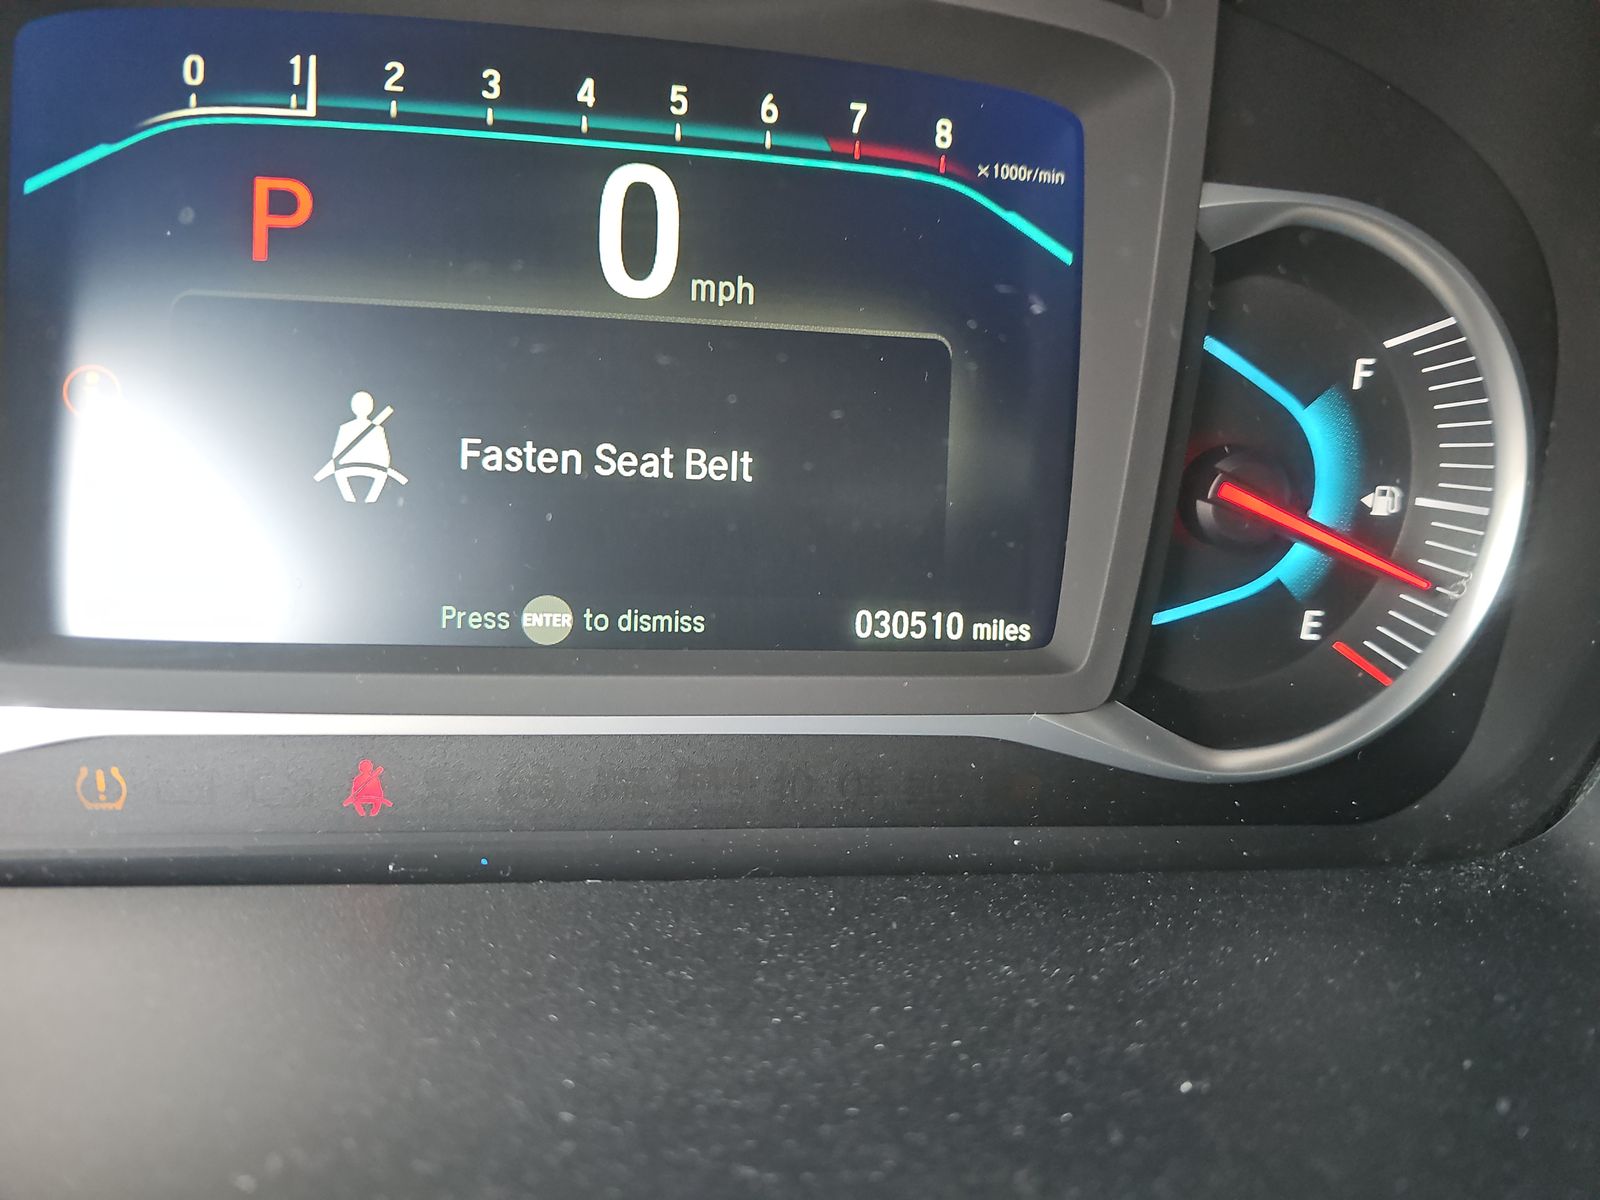 0 1 2 3 4 5 6 7 8
×1000r/min
P 0 mph
F
Fasten Seat Belt
E
Press ENTER to dismiss
030510 miles